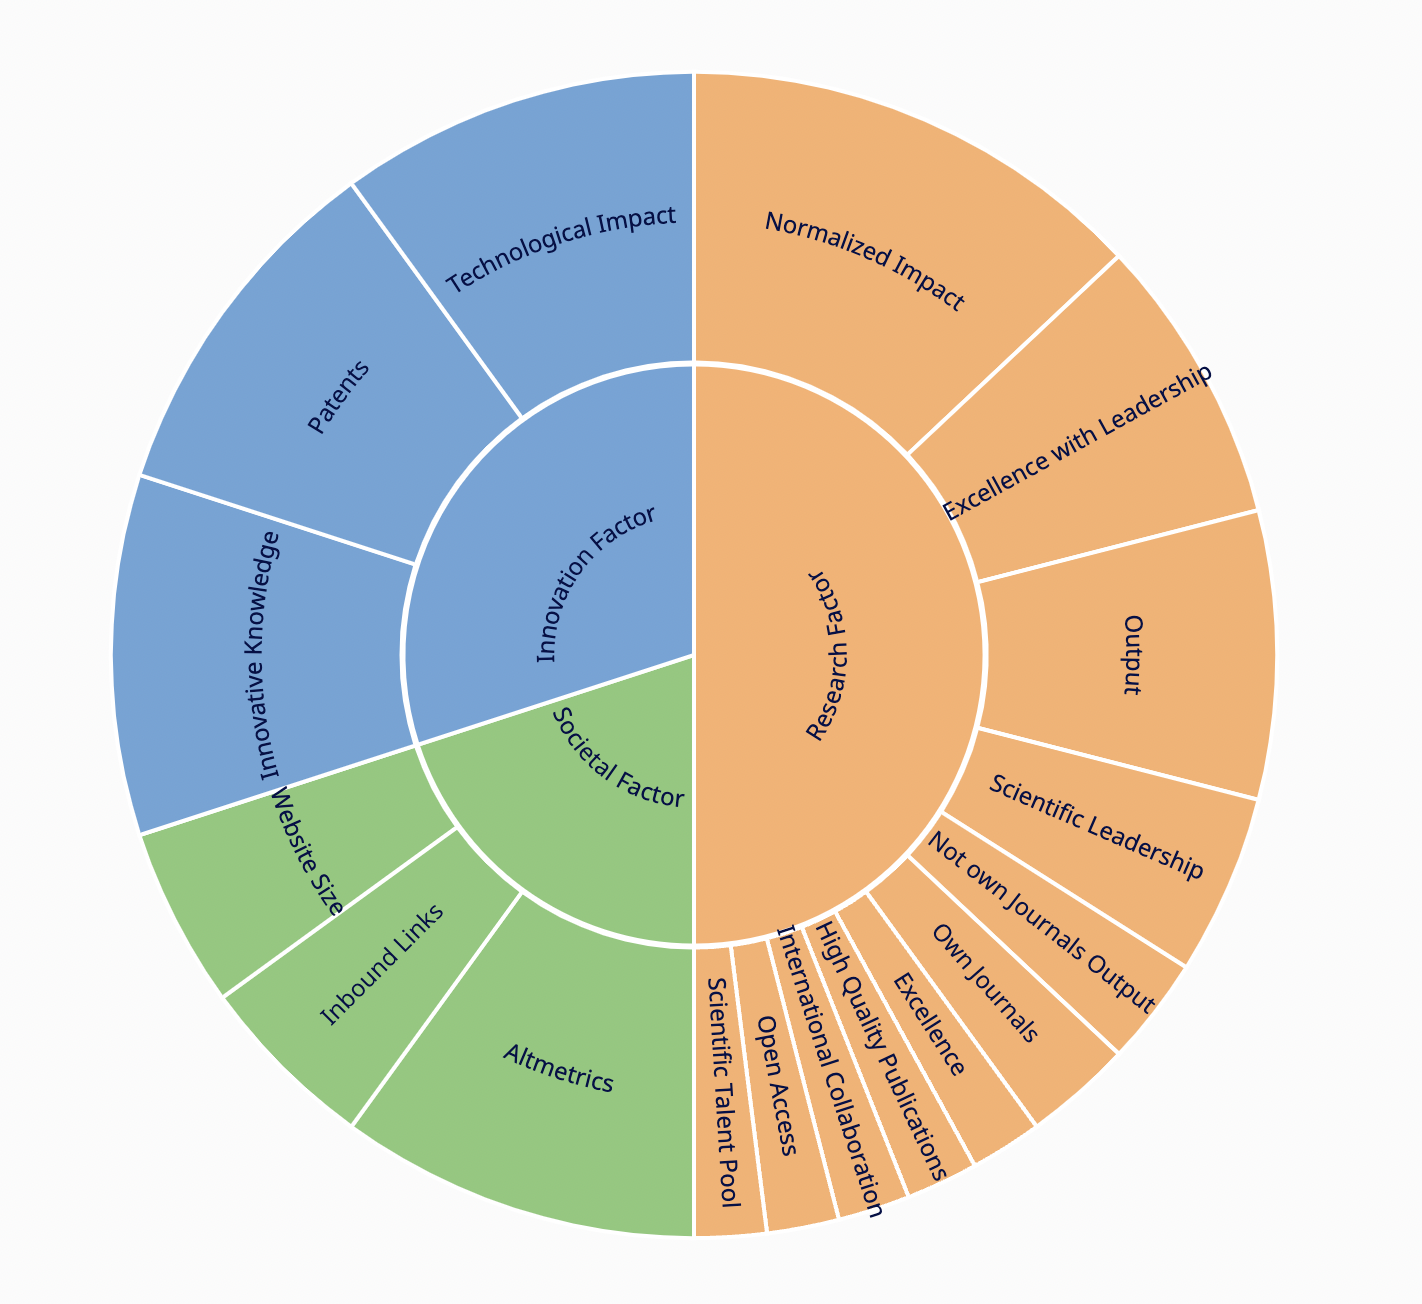 Technological Impact
Normalized Impact
Patents
Excellence with Leadership
Innovation Factor
Innovative Knowledge
Research Factor
Output
Societal Factor
Website Size
Scientific Leadership
Inbound Links
Not own Journals Output
Own Journals
Altmetrics
Excellence
High Quality Publications
International Collaboration
Open Access
Scientific Talent Pool